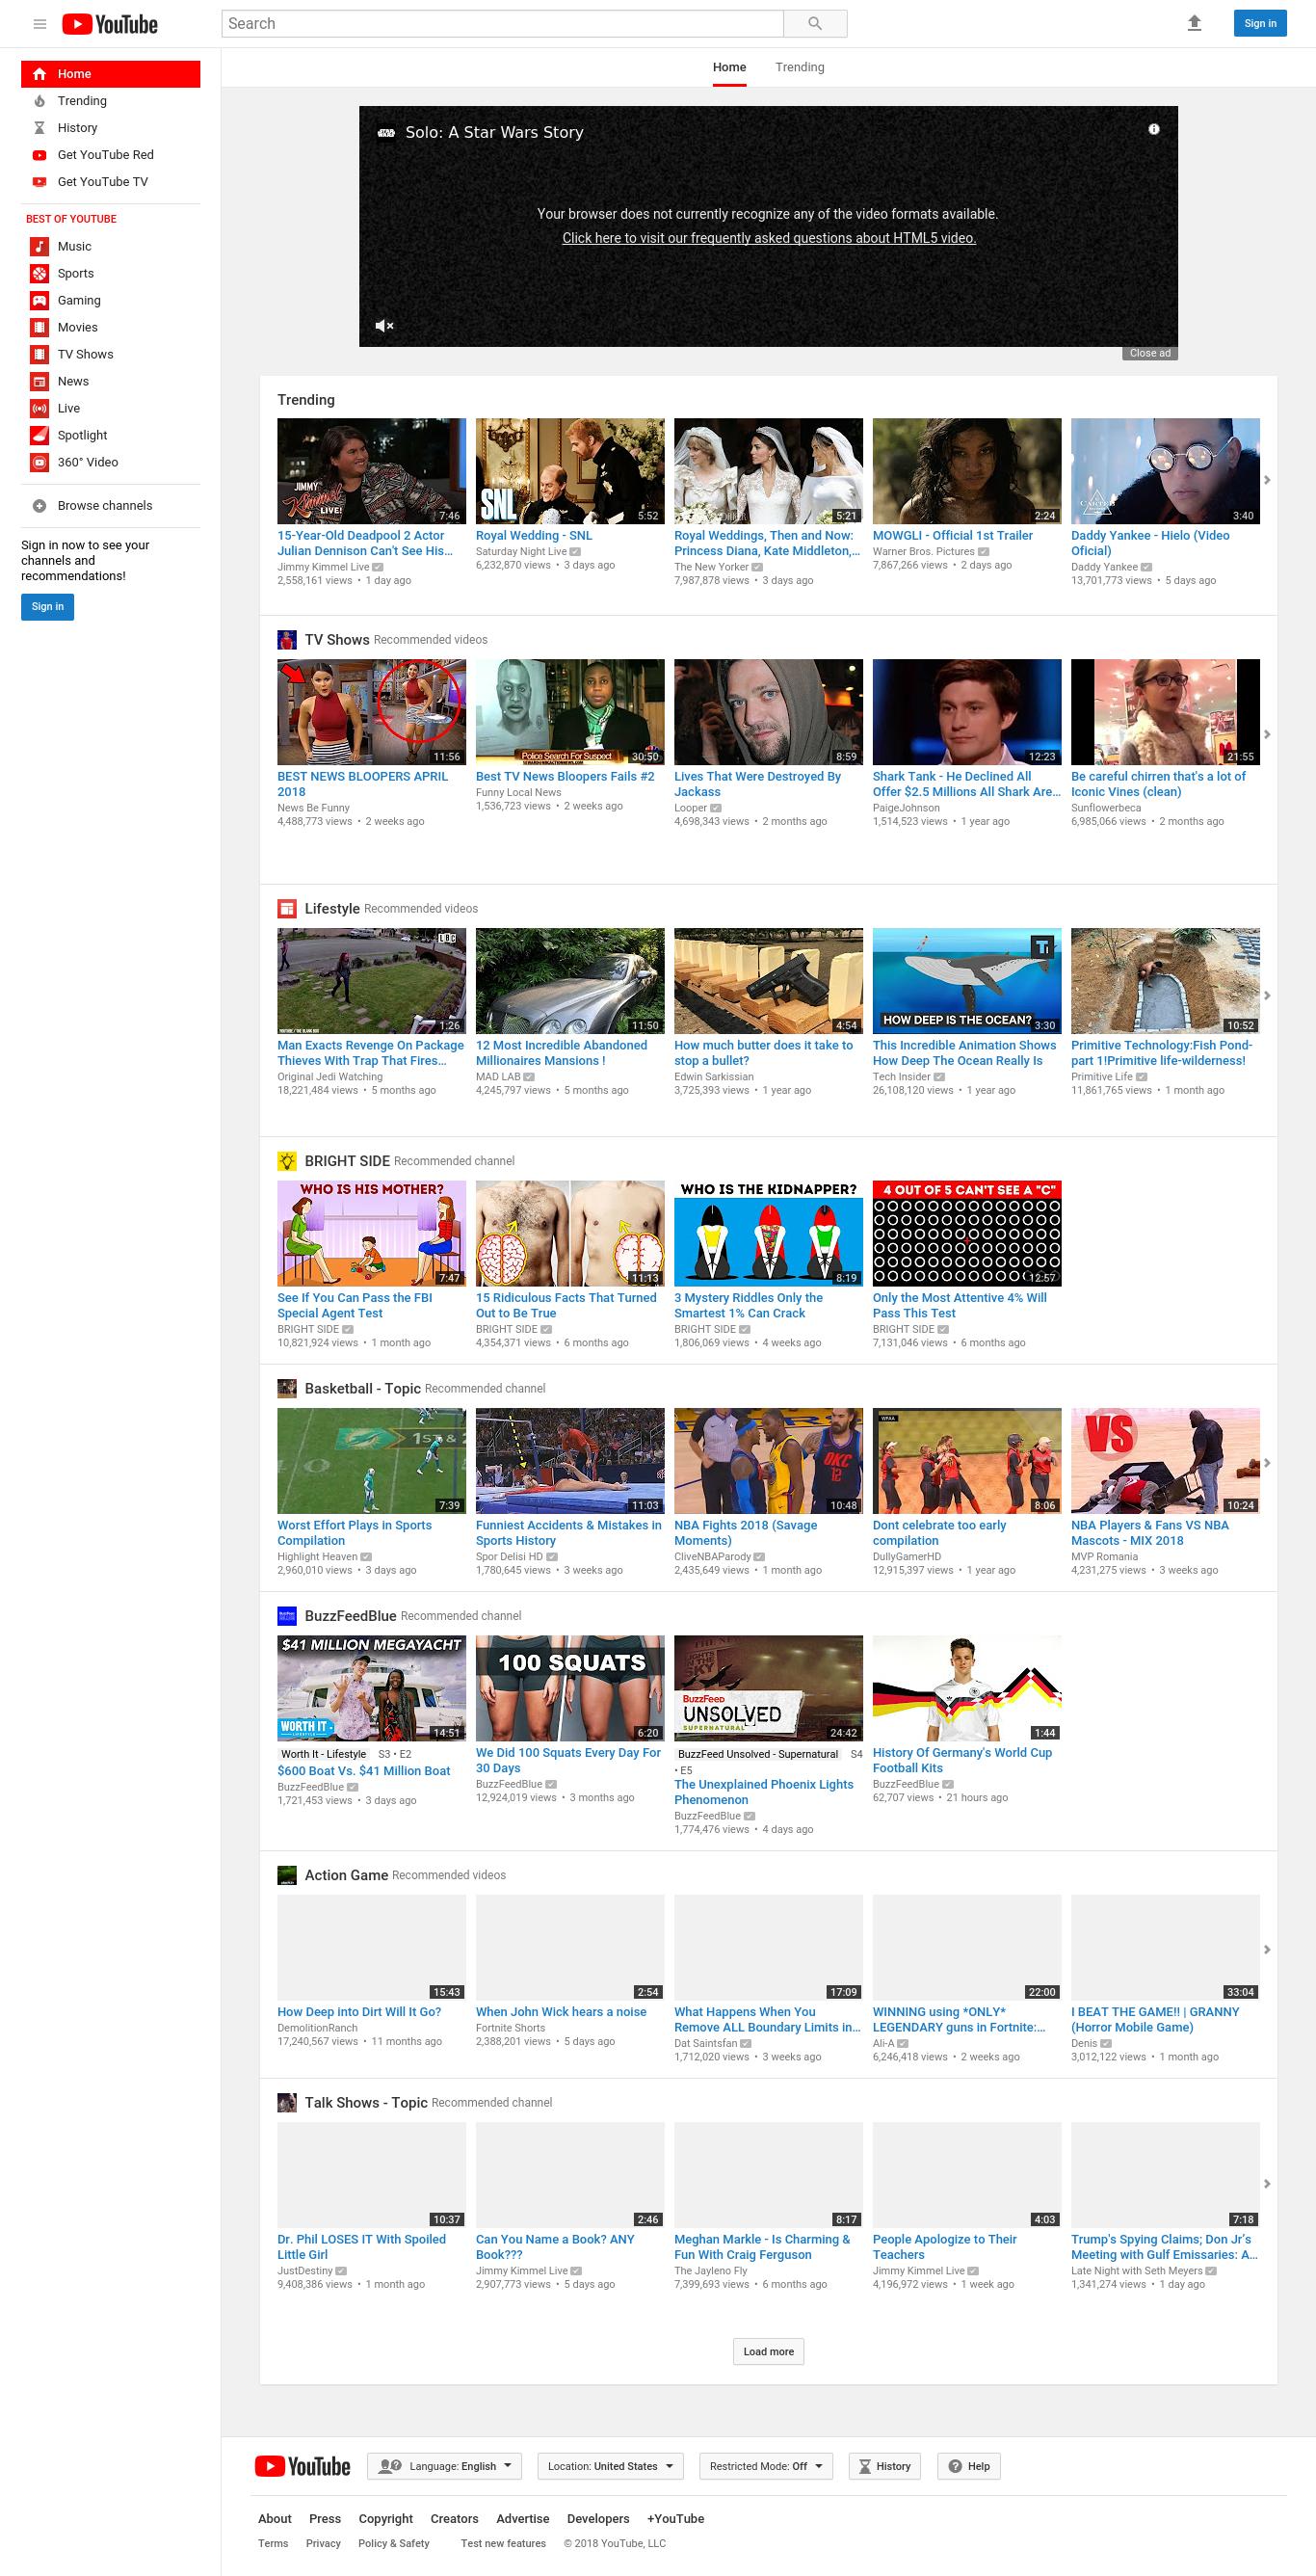 YouTube
Search
Sign in
Home
Trending
History
Get YouTube Red
Get YouTube TV
BEST OF YOUTUBE
Music
Sports
Gaming
Movies
TV Shows
News
Live
Spotlight
360° Video
Browse channels
Sign in now to see your
channels and
recommendations!
Sign in
Home Trending
Solo: A Star Wars Story
Your browser does not currently recognize any of the video formats available.
Click here to visit our frequently asked questions about HTML5 video.
Close ad
Trending
JIMMY Kimmel LIVE!
7:46
SNL
5:52
5:21
2:24
3:40
15-Year-Old Deadpool 2 Actor
Julian Dennison Can't See His...
Jimmy Kimmel Live
2,558,161 views • 1 day ago
Royal Wedding - SNL
Saturday Night Live
6,232,870 views • 3 days ago
Royal Weddings, Then and Now:
Princess Diana, Kate Middleton,...
The New Yorker
7,987,878 views • 3 days ago
MOWGLI - Official 1st Trailer
Warner Bros. Pictures
7,867,266 views • 2 days ago
Daddy Yankee - Hielo (Video
Oficial)
Daddy Yankee
13,701,773 views • 5 days ago
TV Shows Recommended videos
11:56
Police Search For Suspect
30:50
8:59
12:23
21:55
BEST NEWS BLOOPERS APRIL
2018
News Be Funny
4,488,773 views • 2 weeks ago
Best TV News Bloopers Fails #2
Funny Local News
1,536,723 views • 2 weeks ago
Lives That Were Destroyed By
Jackass
Looper
4,698,343 views • 2 months ago
Shark Tank - He Declined All
Offer $2.5 Millions All Shark Are...
PaigeJohnson
1,514,523 views • 1 year ago
Be careful chirren that's a lot of
Iconic Vines (clean)
Sunflowerbeca
6,985,066 views • 2 months ago
Lifestyle Recommended videos
1:26
11:50
4:54
HOW DEEP IS THE OCEAN?
3:30
10:52
Man Exacts Revenge On Package
Thieves With Trap That Fires...
Original Jedi Watching
18,221,484 views • 5 months ago
12 Most Incredible Abandoned
Millionaires Mansions !
MAD LAB
4,245,797 views • 5 months ago
How much butter does it take to
stop a bullet?
Edwin Sarkissian
3,725,393 views • 1 year ago
This Incredible Animation Shows
How Deep The Ocean Really Is
Tech Insider
26,108,120 views • 1 year ago
Primitive Technology:Fish Pond-
part 1!Primitive life-wilderness!
Primitive Life
11,861,765 views • 1 month ago
BRIGHT SIDE Recommended channel
WHO IS HIS MOTHER?
7:47
11:13
WHO IS THE KIDNAPPER?
8:19
4 OUT OF 5 CAN'T SEE A "C"
12:57
See If You Can Pass the FBI
Special Agent Test
BRIGHT SIDE
10,821,924 views • 1 month ago
15 Ridiculous Facts That Turned
Out to Be True
BRIGHT SIDE
4,354,371 views • 6 months ago
3 Mystery Riddles Only the
Smartest 1% Can Crack
BRIGHT SIDE
1,806,069 views • 4 weeks ago
Only the Most Attentive 4% Will
Pass This Test
BRIGHT SIDE
7,131,046 views • 6 months ago
Basketball - Topic Recommended channel
1ST & 2
7:39
11:03
OKC
12
10:48
8:06
VS
10:24
Worst Effort Plays in Sports
Compilation
Highlight Heaven
2,960,010 views • 3 days ago
Funniest Accidents & Mistakes in
Sports History
Spor Delisi HD
1,780,645 views • 3 weeks ago
NBA Fights 2018 (Savage
Moments)
CliveNBAParody
2,435,649 views • 1 month ago
Dont celebrate too early
compilation
DullyGamerHD
12,915,397 views • 1 year ago
NBA Players & Fans VS NBA
Mascots - MIX 2018
MVP Romania
4,231,275 views • 3 weeks ago
BuzzFeedBlue Recommended channel
$41 MILLION MEGAYACHT
WORTH IT -
LIFESTYLE
14:51
100 SQUATS
6:20
BuzzFeed
UNSOLVED
SUPERNATURAL
24:42
1:44
Worth It - Lifestyle S3 • E2
$600 Boat Vs. $41 Million Boat
BuzzFeedBlue
1,721,453 views • 3 days ago
We Did 100 Squats Every Day For
30 Days
BuzzFeedBlue
12,924,019 views • 3 months ago
BuzzFeed Unsolved - Supernatural S4
• E5
The Unexplained Phoenix Lights
Phenomenon
BuzzFeedBlue
1,774,476 views • 4 days ago
History Of Germany's World Cup
Football Kits
BuzzFeedBlue
62,707 views • 21 hours ago
Action Game Recommended videos
15:43
2:54
17:09
22:00
33:04
How Deep into Dirt Will It Go?
DemolitionRanch
17,240,567 views • 11 months ago
When John Wick hears a noise
Fortnite Shorts
2,388,201 views • 5 days ago
What Happens When You
Remove ALL Boundary Limits in...
Dat Saintsfan
1,712,020 views • 3 weeks ago
WINNING using *ONLY*
LEGENDARY guns in Fortnite:...
Ali-A
6,246,418 views • 2 weeks ago
I BEAT THE GAME!! | GRANNY
(Horror Mobile Game)
Denis
3,012,122 views • 1 month ago
Talk Shows - Topic Recommended channel
10:37
2:46
8:17
4:03
7:18
Dr. Phil LOSES IT With Spoiled
Little Girl
JustDestiny
9,408,386 views • 1 month ago
Can You Name a Book? ANY
Book???
Jimmy Kimmel Live
2,907,773 views • 5 days ago
Meghan Markle - Is Charming &
Fun With Craig Ferguson
The Jayleno Fly
7,399,693 views • 6 months ago
People Apologize to Their
Teachers
Jimmy Kimmel Live
4,196,972 views • 1 week ago
Trump's Spying Claims; Don Jr's
Meeting with Gulf Emissaries: A...
Late Night with Seth Meyers
1,341,274 views • 1 day ago
Load more
YouTube
Language: English
Location: United States
Restricted Mode: Off
History
Help
About Press Copyright Creators Advertise Developers +YouTube
Terms Privacy Policy & Safety Test new features © 2018 YouTube, LLC